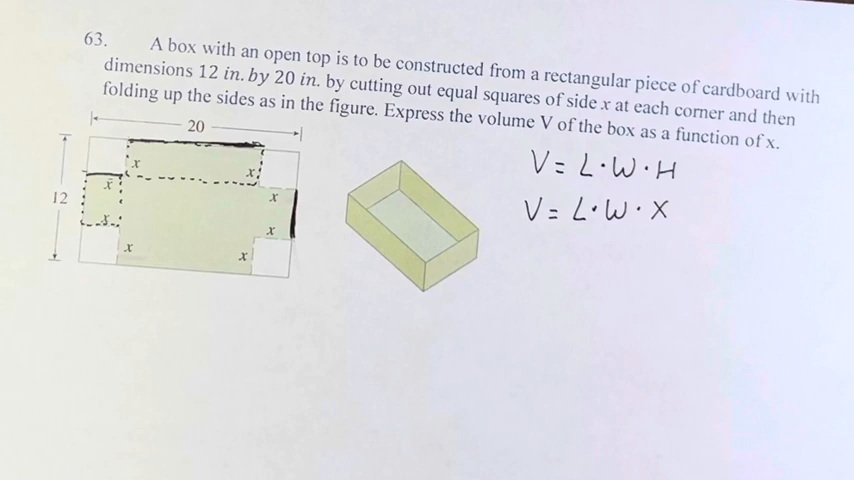 63. A box with an open top is to be constructed from a rectangular piece of cardboard with
dimensions 12 in. by 20 in. by cutting out equal squares of side x at each corner and then
folding up the sides as in the figure. Express the volume V of the box as a function of x.
20
12
x
x
x
x
x
x
x
x
V = L · W · H
V = L · W · X